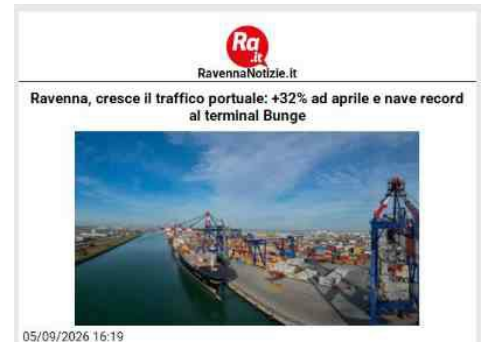 Ra
.it
RavennaNotizie.it
Ravenna, cresce il traffico portuale: +32% ad aprile e nave record
al terminal Bunge
05/09/2026 16:19